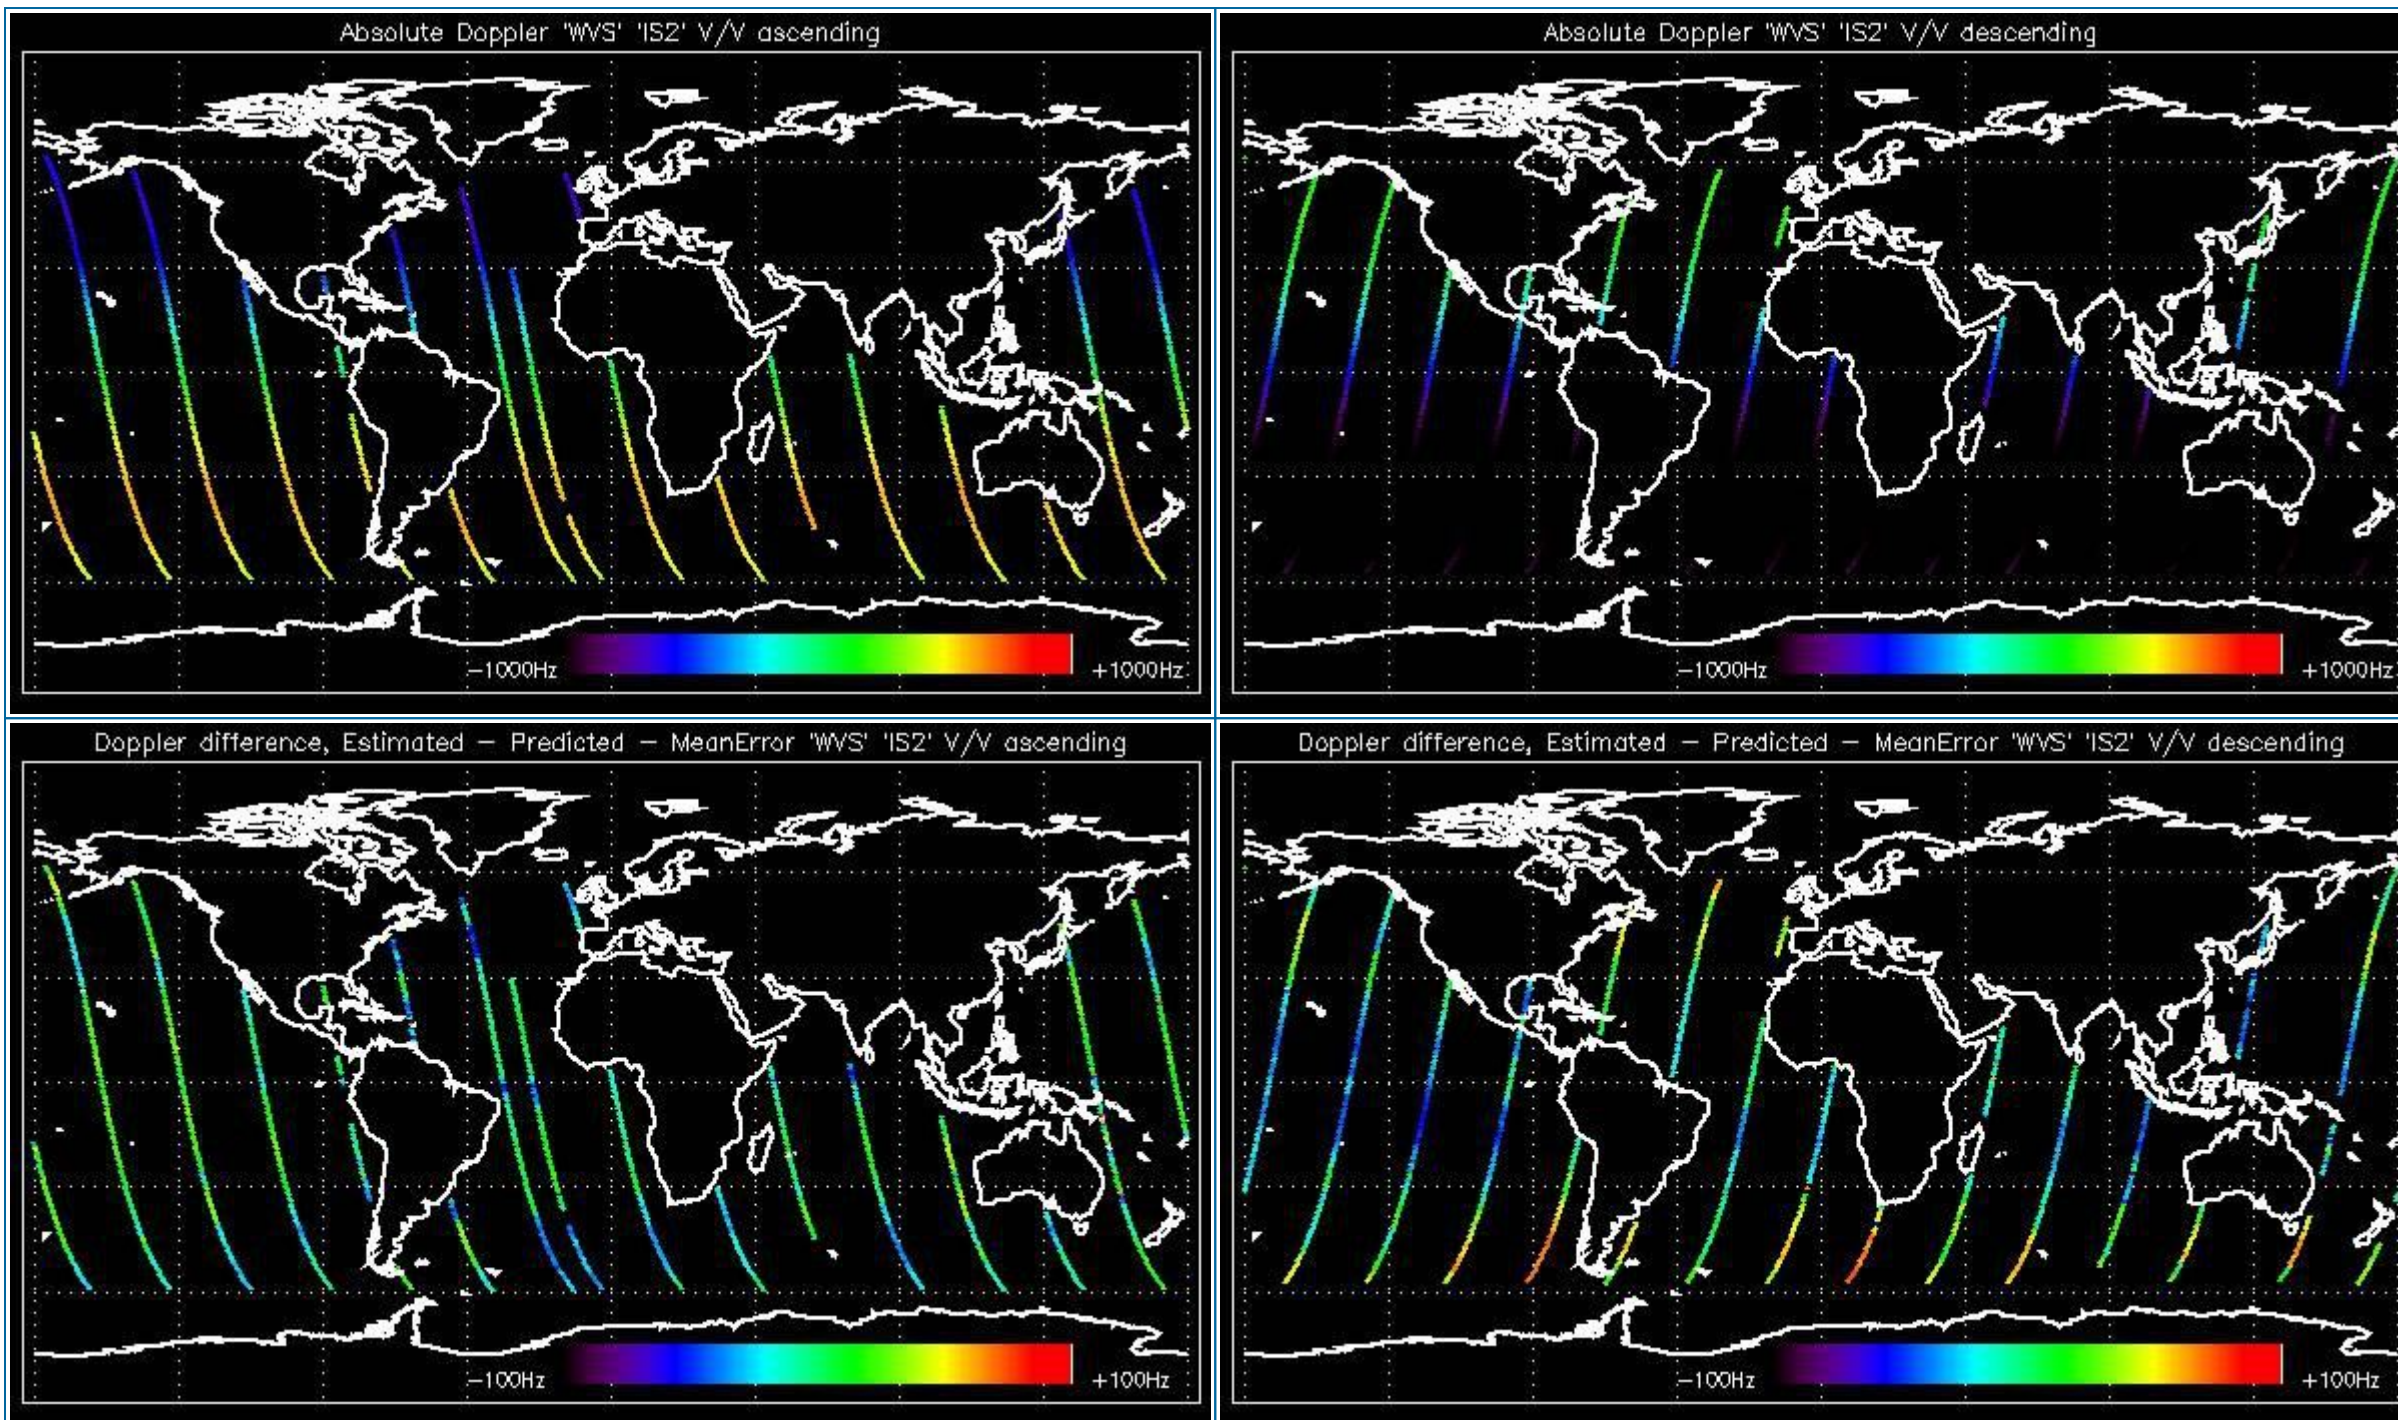 Absolute Doppler 'WVS' 'IS2' V/V ascending
-1000Hz
+1000Hz
Absolute Doppler 'WVS' 'IS2' V/V descending
-1000Hz
+1000Hz
Doppler difference, Estimated - Predicted - MeanError 'WVS' 'IS2' V/V ascending
-100Hz
+100Hz
Doppler difference, Estimated - Predicted - MeanError 'WVS' 'IS2' V/V descending
-100Hz
+100Hz